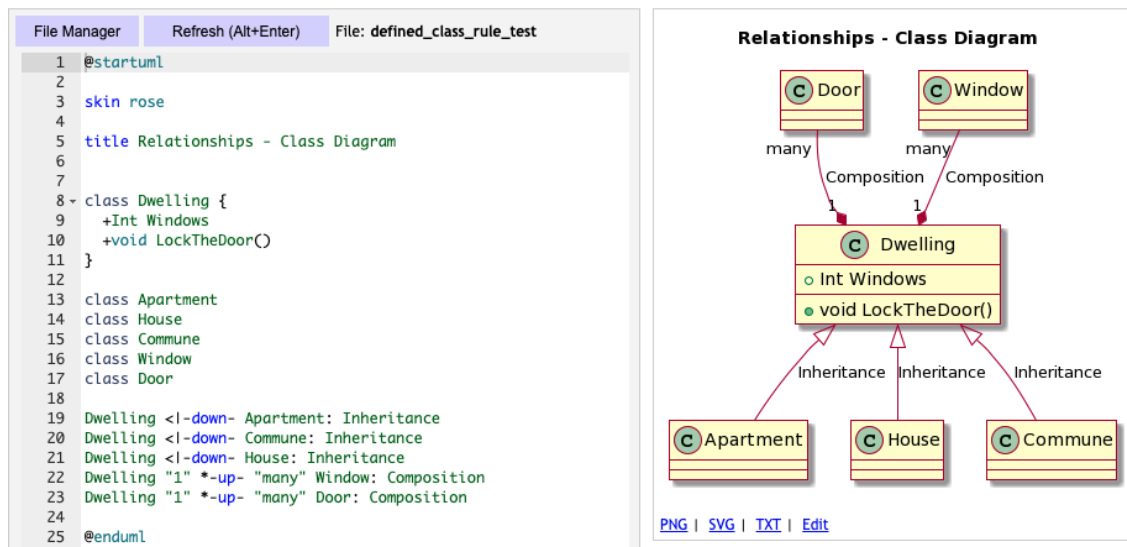 File Manager Refresh (Alt+Enter) File: defined_class_rule_test
1 @startuml
2
3 skin rose
4
5 title Relationships - Class Diagram
6
7
8 class Dwelling {
9 +Int Windows
10 +void LockTheDoor()
11 }
12
13 class Apartment
14 class House
15 class Commune
16 class Window
17 class Door
18
19 Dwelling <|-down- Apartment: Inheritance
20 Dwelling <|-down- Commune: Inheritance
21 Dwelling <|-down- House: Inheritance
22 Dwelling "1" *-up- "many" Window: Composition
23 Dwelling "1" *-up- "many" Door: Composition
24
25 @enduml
Relationships - Class Diagram
C Door C Window
many many
Composition Composition
1 1
C Dwelling
Int Windows
void LockTheDoor()
Inheritance Inheritance Inheritance
C Apartment C House C Commune
PNG | SVG | TXT | Edit